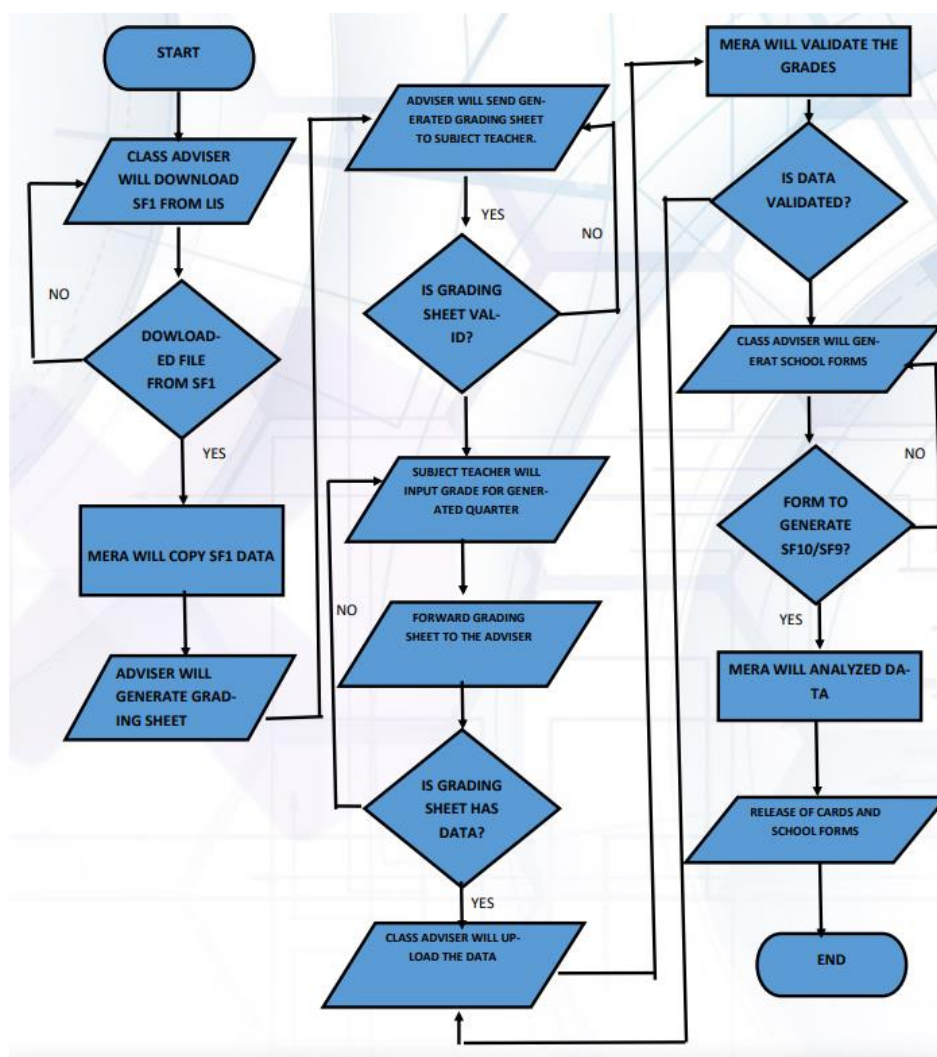 START
CLASS ADVISER
WILL DOWNLOAD
SF1 FROM LIS
NO
DOWLOAD-
ED FILE
FROM SF1
YES
MERA WILL COPY SF1 DATA
ADVISER WILL
GENERATE GRAD-
ING SHEET
ADVISER WILL SEND GEN-
ERATED GRADING SHEET
TO SUBJECT TEACHER.
YES
NO
IS GRADING
SHEET VAL-
ID?
SUBJECT TEACHER WILL
INPUT GRADE FOR GENER-
ATED QUARTER
NO
FORWARD GRADING
SHEET TO THE ADVISER
IS GRADING
SHEET HAS
DATA?
YES
CLASS ADVISER WILL UP-
LOAD THE DATA
MERA WILL VALIDATE THE
GRADES
IS DATA
VALIDATED?
CLASS ADVISER WILL GEN-
ERAT SCHOOL FORMS
NO
FORM TO
GENERATE
SF10/SF9?
YES
MERA WILL ANALYZED DA-
TA
RELEASE OF CARDS AND
SCHOOL FORMS
END